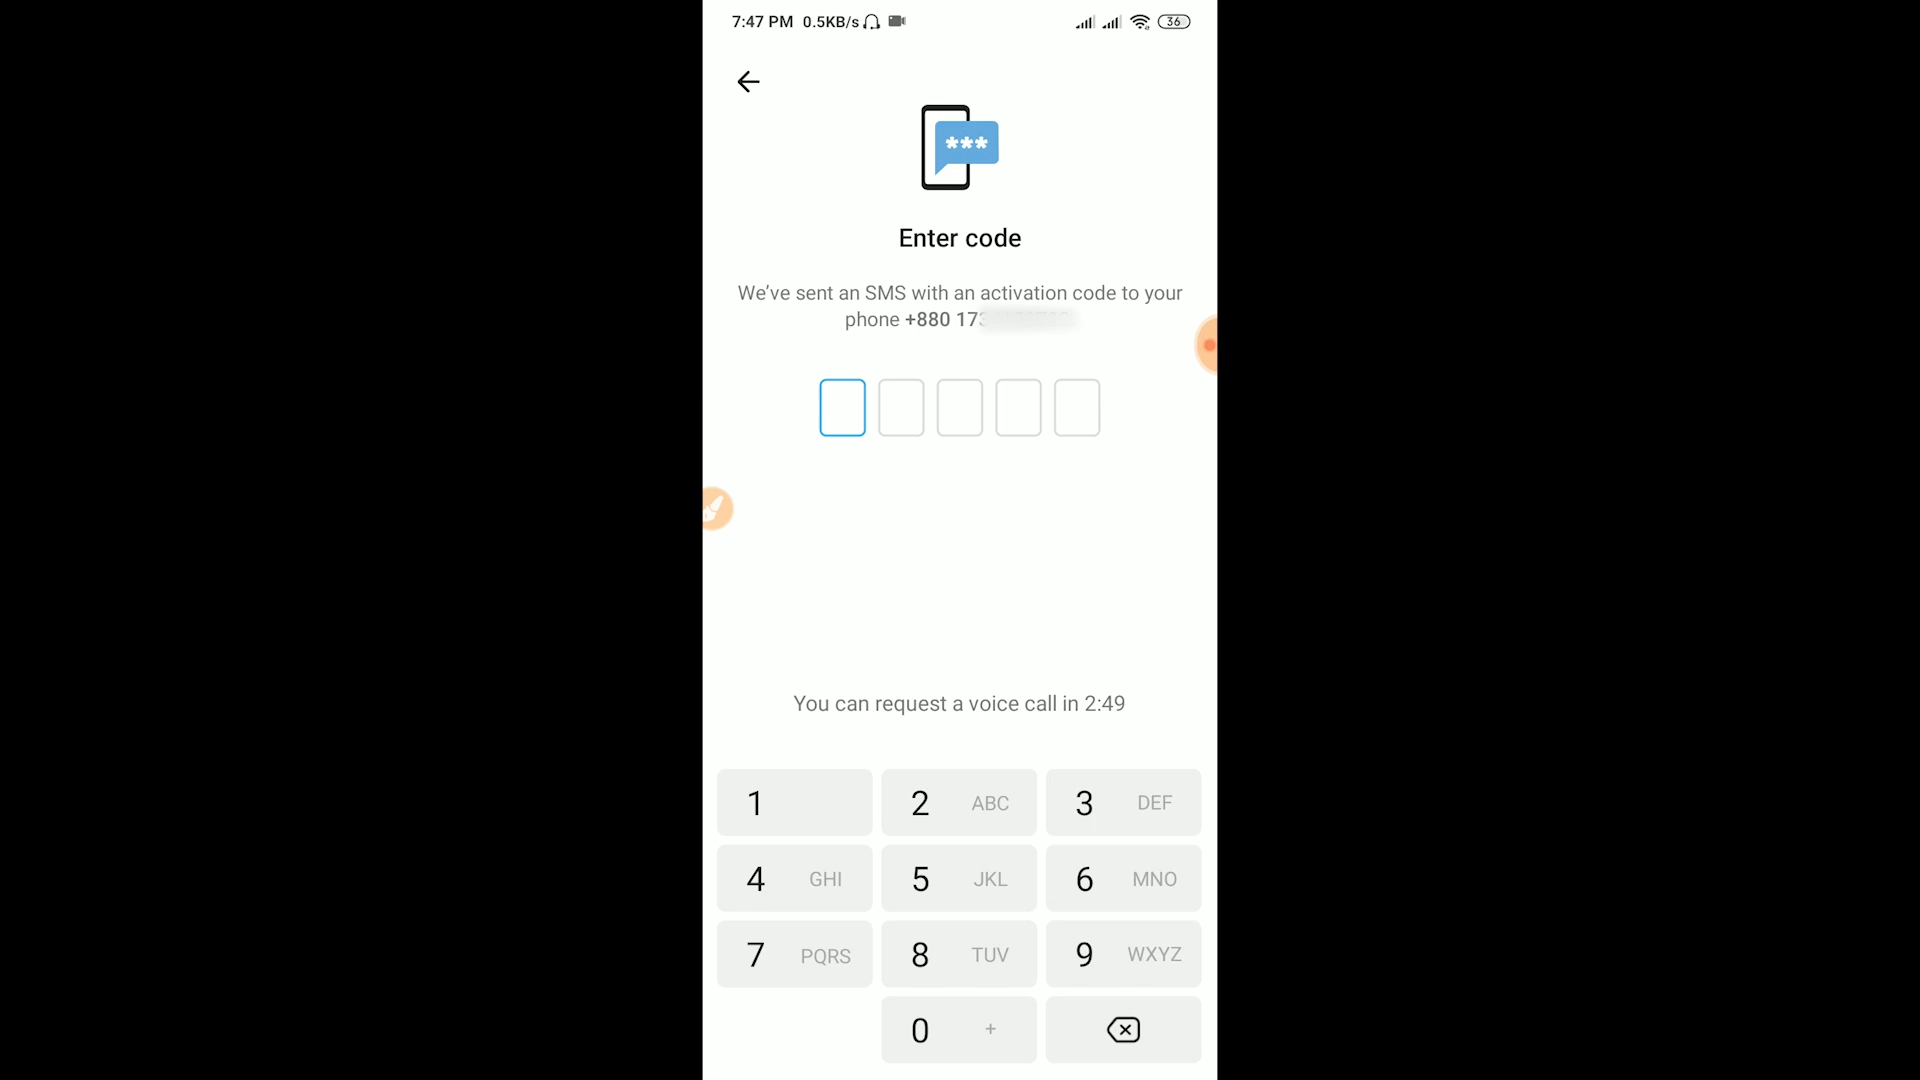 7:47 PM 0.5KB/s
36
***
Enter code
We’ve sent an SMS with an activation code to your
phone +880 173
You can request a voice call in 2:49
1
2 ABC
3 DEF
4 GHI
5 JKL
6 MNO
7 PQRS
8 TUV
9 WXYZ
0 +